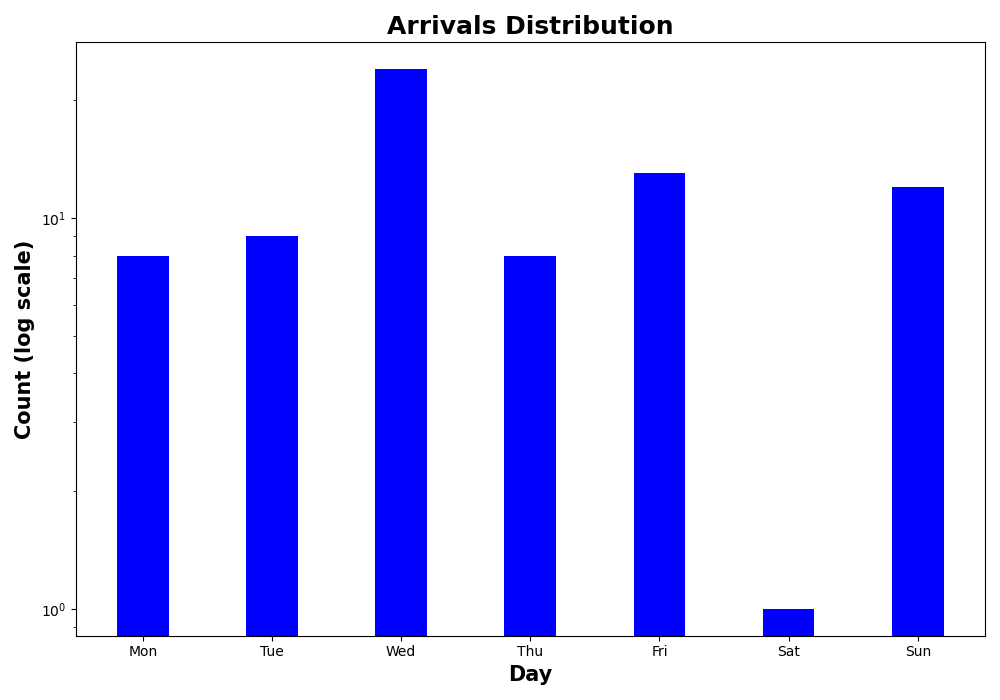 Arrivals Distribution
Count (log scale)
10¹
10⁰
Mon Tue Wed Thu Fri Sat Sun
Day